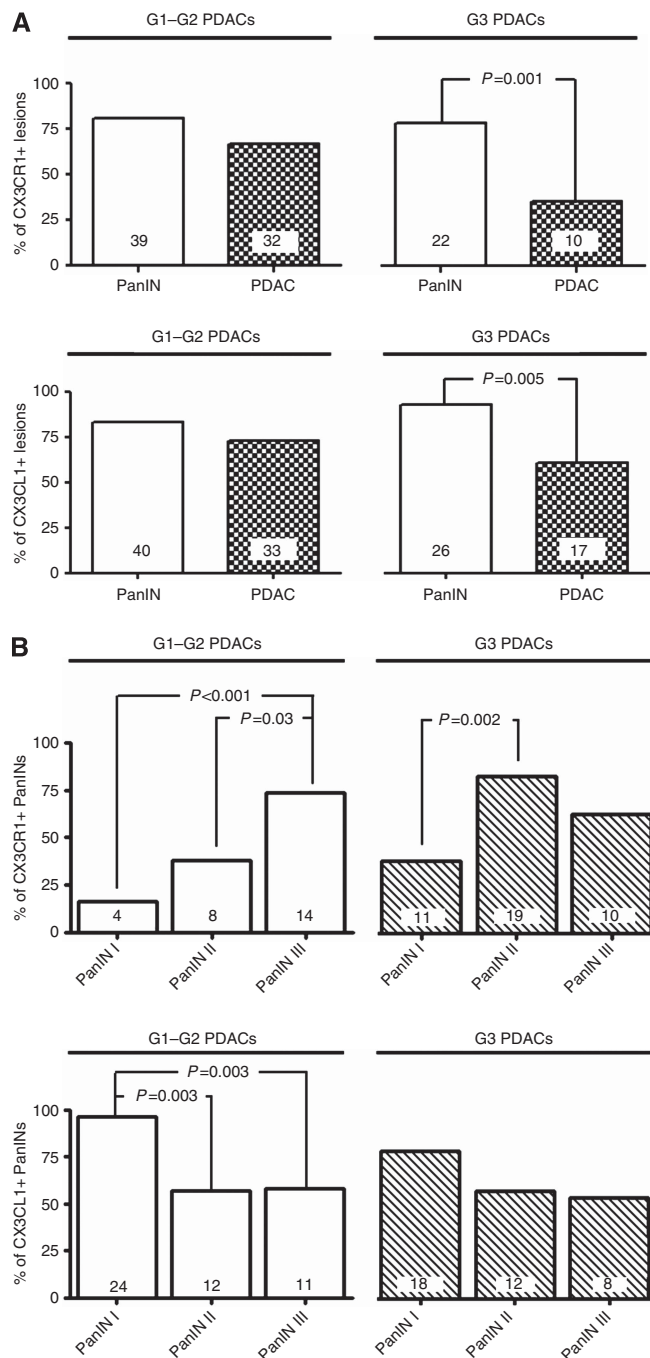 A
G1–G2 PDACs
G3 PDACs
% of CX3CR1+ lesions
100
75
50
25
0
39
32
PanIN
PDAC
P=0.001
22
10
PanIN
PDAC
G1–G2 PDACs
G3 PDACs
% of CX3CL1+ lesions
100
75
50
25
0
40
33
PanIN
PDAC
P=0.005
26
17
PanIN
PDAC
B
G1–G2 PDACs
G3 PDACs
% of CX3CR1+ PanINs
100
75
50
25
0
P<0.001
P=0.03
4
8
14
PanIN I
PanIN II
PanIN III
P=0.002
11
19
10
PanIN I
PanIN II
PanIN III
G1–G2 PDACs
G3 PDACs
% of CX3CL1+ PanINs
100
75
50
25
0
P=0.003
P=0.003
24
12
11
PanIN I
PanIN II
PanIN III
18
12
8
PanIN I
PanIN II
PanIN III